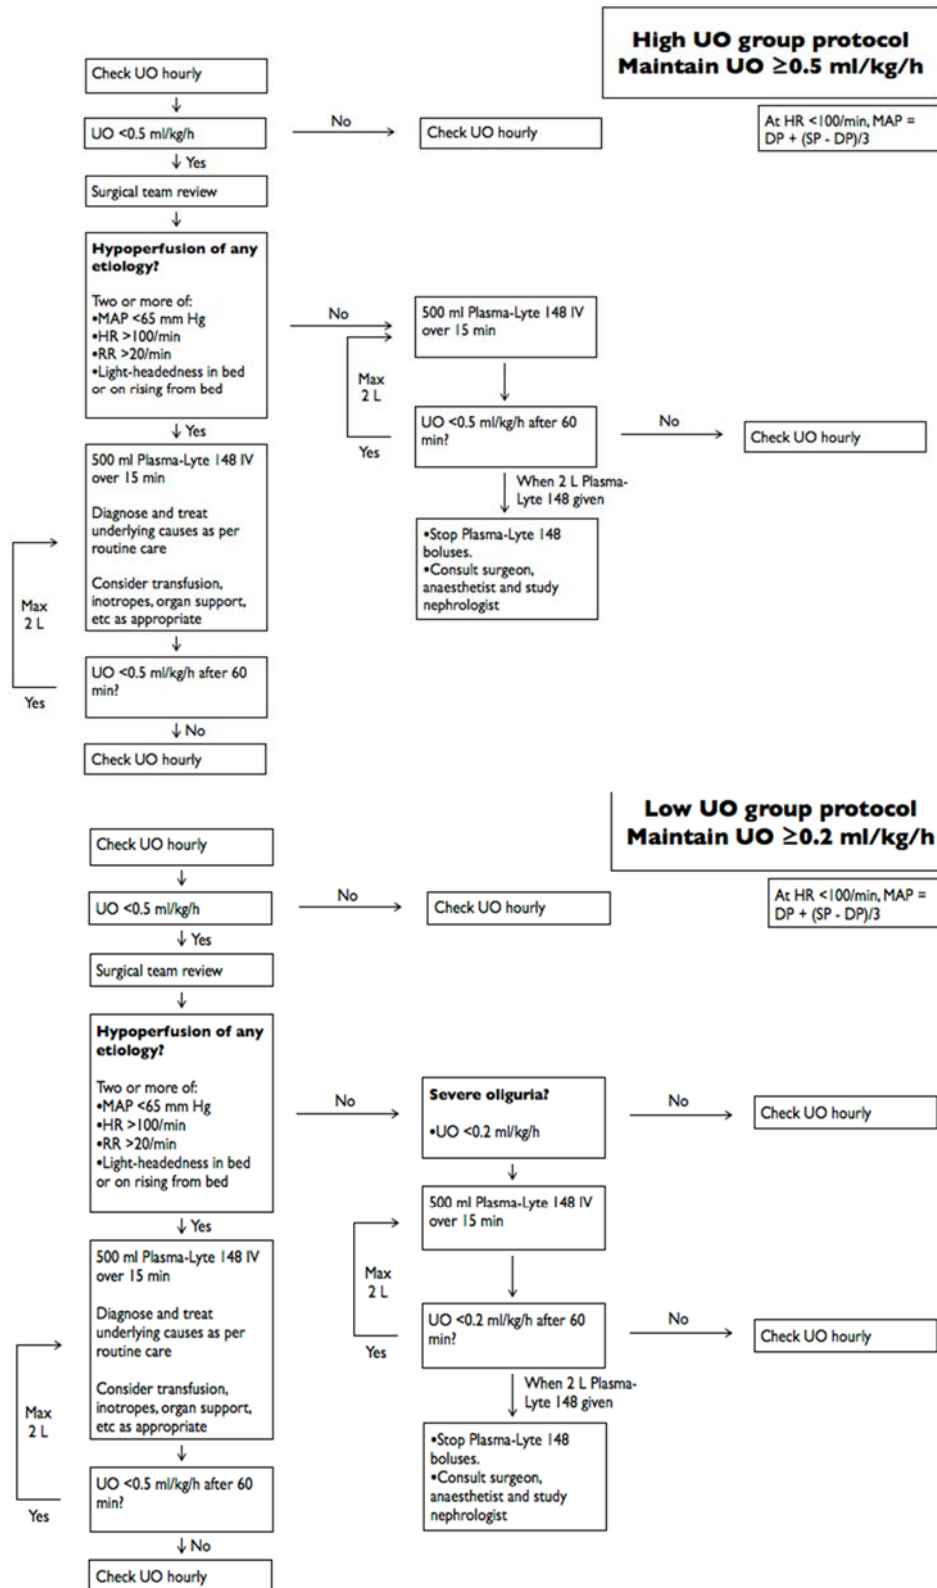 High UO group protocol
Maintain UO ≥0.5 ml/kg/h
Check UO hourly
At HR <100/min, MAP =
DP + (SP - DP)/3
UO <0.5 ml/kg/h
No
Check UO hourly
Yes
Surgical team review
Hypoperfusion of any
etiology?
Two or more of:
•MAP <65 mm Hg
•HR >100/min
•RR >20/min
•Light-headedness in bed
or on rising from bed
No
500 ml Plasma-Lyte 148 IV
over 15 min
Max
2 L
UO <0.5 ml/kg/h after 60
min?
Yes
No
Check UO hourly
When 2 L Plasma-
Lyte 148 given
•Stop Plasma-Lyte 148
boluses.
•Consult surgeon,
anaesthetist and study
nephrologist
Yes
500 ml Plasma-Lyte 148 IV
over 15 min
Diagnose and treat
underlying causes as per
routine care
Consider transfusion,
inotropes, organ support,
etc as appropriate
Max
2 L
UO <0.5 ml/kg/h after 60
min?
Yes
No
Check UO hourly
Low UO group protocol
Maintain UO ≥0.2 ml/kg/h
Check UO hourly
At HR <100/min, MAP =
DP + (SP - DP)/3
UO <0.5 ml/kg/h
No
Check UO hourly
Yes
Surgical team review
Hypoperfusion of any
etiology?
Two or more of:
•MAP <65 mm Hg
•HR >100/min
•RR >20/min
•Light-headedness in bed
or on rising from bed
No
Severe oliguria?
•UO <0.2 ml/kg/h
No
Check UO hourly
500 ml Plasma-Lyte 148 IV
over 15 min
Max
2 L
UO <0.2 ml/kg/h after 60
min?
Yes
No
Check UO hourly
When 2 L Plasma-
Lyte 148 given
•Stop Plasma-Lyte 148
boluses.
•Consult surgeon,
anaesthetist and study
nephrologist
Yes
500 ml Plasma-Lyte 148 IV
over 15 min
Diagnose and treat
underlying causes as per
routine care
Consider transfusion,
inotropes, organ support,
etc as appropriate
Max
2 L
UO <0.5 ml/kg/h after 60
min?
Yes
No
Check UO hourly